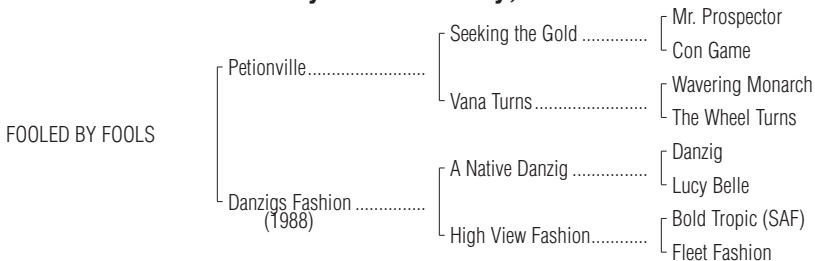 Mr. Prospector
Seeking the Gold ..............
Con Game
Petionville.........................
Wavering Monarch
Vana Turns........................
The Wheel Turns
FOOLED BY FOOLS
Danzig
A Native Danzig ................
Lucy Belle
Danzigs Fashion ...............
(1988)
Bold Tropic (SAF)
High View Fashion............
Fleet Fashion